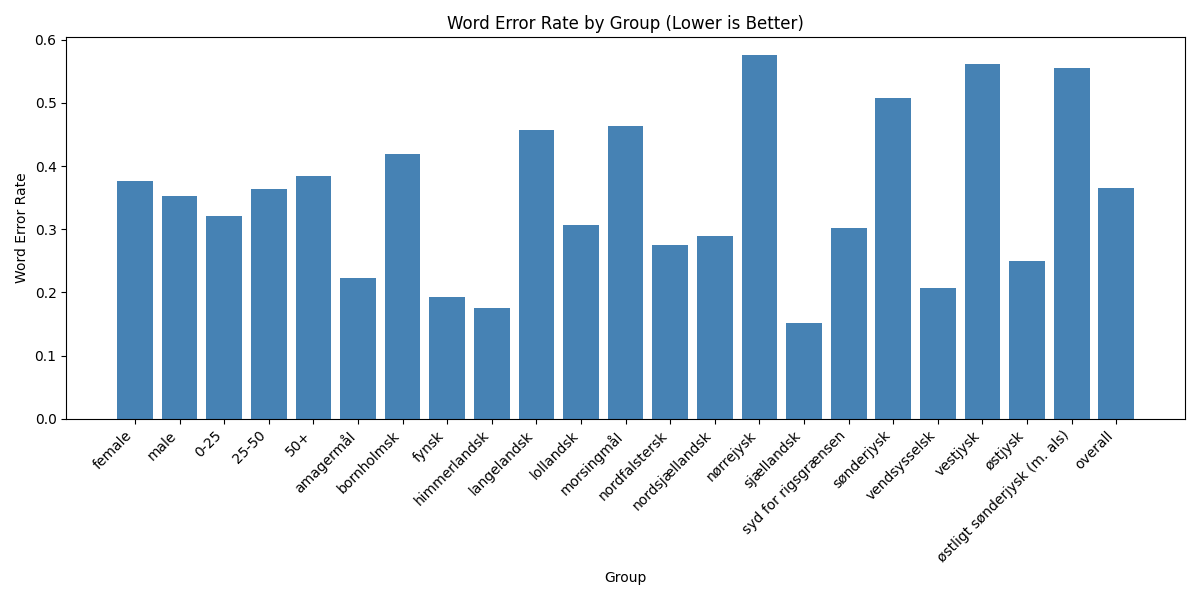 Word Error Rate by Group (Lower is Better)
Word Error Rate
0.6
0.5
0.4
0.3
0.2
0.1
0.0
female
male
0-25
25-50
50+
amagermål
bornholmsk
fynsk
himmerlandsk
langelandsk
lollandsk
morsingmål
nordfalstersk
nordsjællandsk
nørrejysk
sjællandsk
syd for rigsgrænsen
sønderjysk
vendsysselsk
vestjysk
østjysk
østligt sønderjysk (m. als)
overall
Group